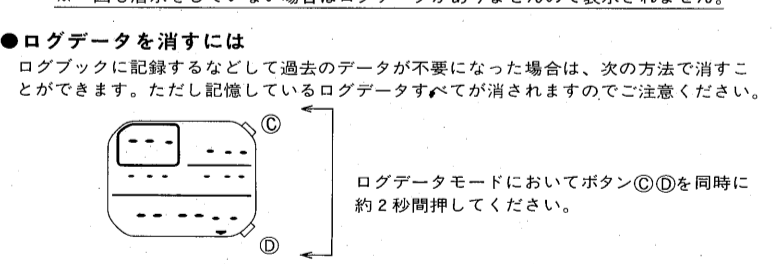 ●ログデータを消すには
ログブックに記録するなどして過去のデータが不要になった場合は、次の方法で消すこ
とができます。ただし記憶しているログデータすべてが消されますのでご注意ください。
Ⓒ
ログデータモードにおいてボタンⒸⒹを同時に
約2秒間押してください。
Ⓓ